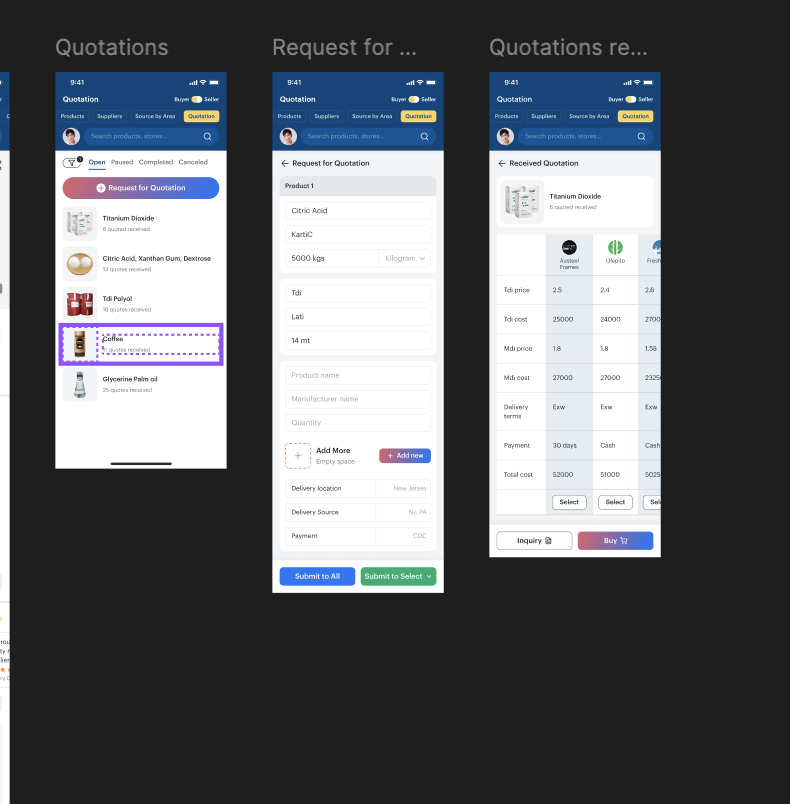 Quotations
9:41
Quotation
Buyer Seller
Products Suppliers Source by Area Quotation
Search products, stores...
Open Paused Completed Canceled
Request for Quotation
Titanium Dioxide
6 quoted received
Citric Acid, Xanthan Gum, Dextrose
13 quotes received
Tdi Polyol
18 quotes received
Coffee
11 quotes received
Glycerine Palm oil
25 quotes received
Request for ...
9:41
Quotation
Buyer Seller
Products Suppliers Source by Area Quotation
Search products, stores...
Request for Quotation
Product 1
Citric Acid
KartiC
5000 kgs Kilogram
Tdi
Lati
14 mt
Product name
Manufacturer name
Quantity
Add More
Empty space
+ Add new
Delivery location New Jersey
Delivery Source NJ, PA
Payment COC
Submit to All Submit to Select
Quotations re...
9:41
Quotation
Buyer Seller
Products Suppliers Source by Area Quotation
Search products, stores...
Received Quotation
Titanium Dioxide
6 quoted received
Austeel Frames Olepito Fresh
Tdi price 2.5 2.4 2.6
Tdi cost 25000 24000 2700
Mdi price 1.8 1.8 1.55
Mdi cost 27000 27000 2325
Delivery terms Exw Exw Exw
Payment 30 days Cash Cash
Total cost 52000 51000 5025
Select Select Sel
Inquiry Buy